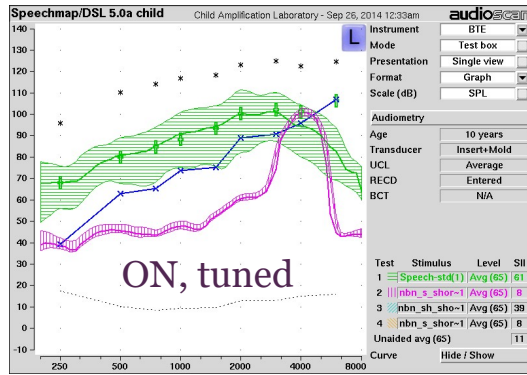 Speechmap/DSL 5.0a child
Child Amplification Laboratory - Sep 26, 2014 12:33am
audioscan
L
Instrument BTE
Mode Test box
Presentation Single view
Format Graph
Scale (dB) SPL
Audiometry
Age 10 years
Transducer Insert+Mold
UCL Average
RECD Entered
BCT N/A
Test Stimulus Level SII
1 Speech-std(1) Avg (65) 61
2 nbn_s_shor~1 Avg (65) 8
3 nbn_sh_sho~1 Avg (65) 39
4 nbn_s_shor~1 Avg (65) 8
Unaided avg (65) 11
Curve Hide / Show
140
130
120
110
100
90
80
70
60
50
40
30
20
10
0
-10
ON, tuned
250 500 1000 2000 4000 8000